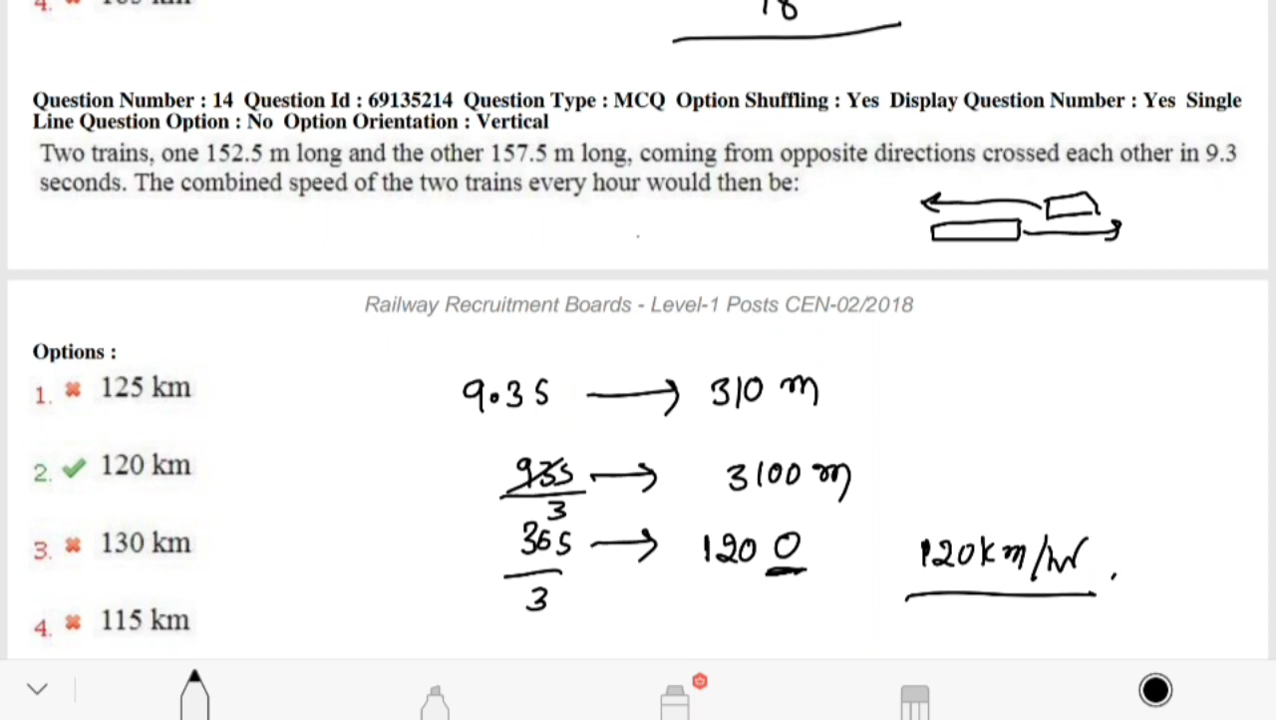 18
Question Number : 14 Question Id : 69135214 Question Type : MCQ Option Shuffling : Yes Display Question Number : Yes Single
Line Question Option : No Option Orientation : Vertical
Two trains, one 152.5 m long and the other 157.5 m long, coming from opposite directions crossed each other in 9.3
seconds. The combined speed of the two trains every hour would then be:
Railway Recruitment Boards - Level-1 Posts CEN-02/2018
Options :
1. 125 km
9.3 s → 310 m
2. 120 km
93s → 3100 m
3
3. 130 km
36s → 1200
3
120km/hr.
4. 115 km